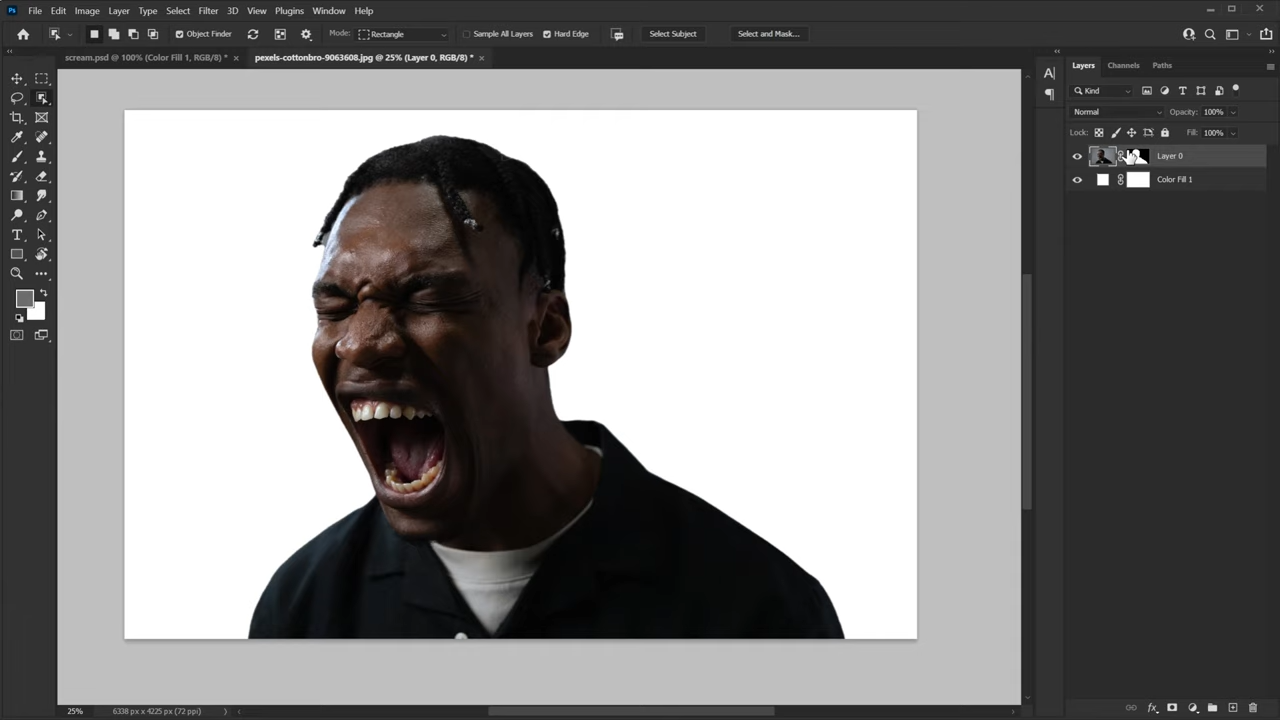 Ps File Edit Image Layer Type Select Filter 3D View Plugins Window Help
Object Finder Mode: Rectangle Sample All Layers Hard Edge Select Subject Select and Mask...
scream.psd @ 100% (Color Fill 1, RGB/8) * × pexels-cottonbro-9063608.jpg @ 25% (Layer 0, RGB/8) * ×
Layers Channels Paths
Kind
Normal Opacity: 100%
Lock: Fill: 100%
Layer 0
Color Fill 1
25% 6338 px x 4225 px (72 ppi)